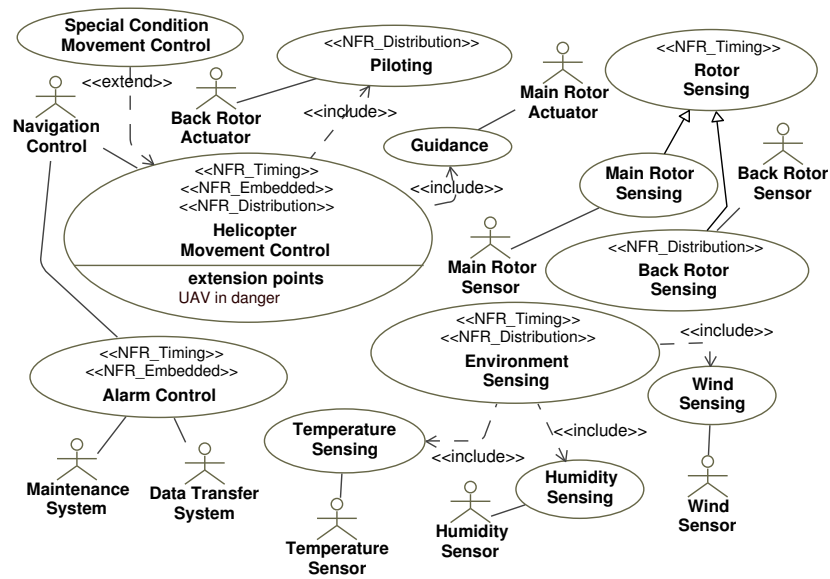 Special Condition
Movement Control
<<extend>>
Navigation
Control
<<NFR_Distribution>>
Piloting
Back Rotor
Actuator
<<include>>
Main Rotor
Actuator
Guidance
<<include>>
<<NFR_Timing>>
Rotor
Sensing
Main Rotor
Sensing
Back Rotor
Sensor
<<NFR_Timing>>
<<NFR_Embedded>>
<<NFR_Distribution>>
Helicopter
Movement Control
extension points
UAV in danger
Main Rotor
Sensor
<<NFR_Distribution>>
Back Rotor
Sensing
<<NFR_Timing>>
<<NFR_Embedded>>
Alarm Control
Maintenance
System
Data Transfer
System
<<NFR_Timing>>
<<NFR_Distribution>>
Environment
Sensing
<<include>>
Wind
Sensing
Temperature
Sensing
<<include>>
<<include>>
Humidity
Sensing
Temperature
Sensor
Humidity
Sensor
Wind
Sensor